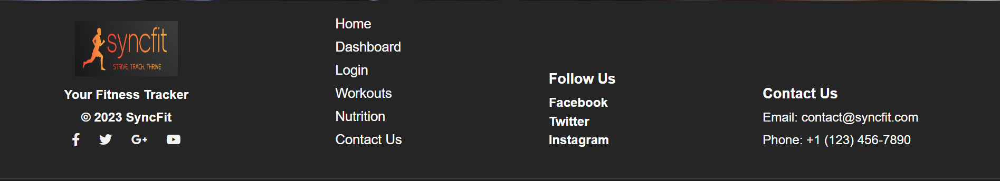 syncfit
STRIVE, TRACK, THRIVE
Your Fitness Tracker
© 2023 SyncFit
Home
Dashboard
Login
Workouts
Nutrition
Contact Us
Follow Us
Facebook
Twitter
Instagram
Contact Us
Email: contact@syncfit.com
Phone: +1 (123) 456-7890